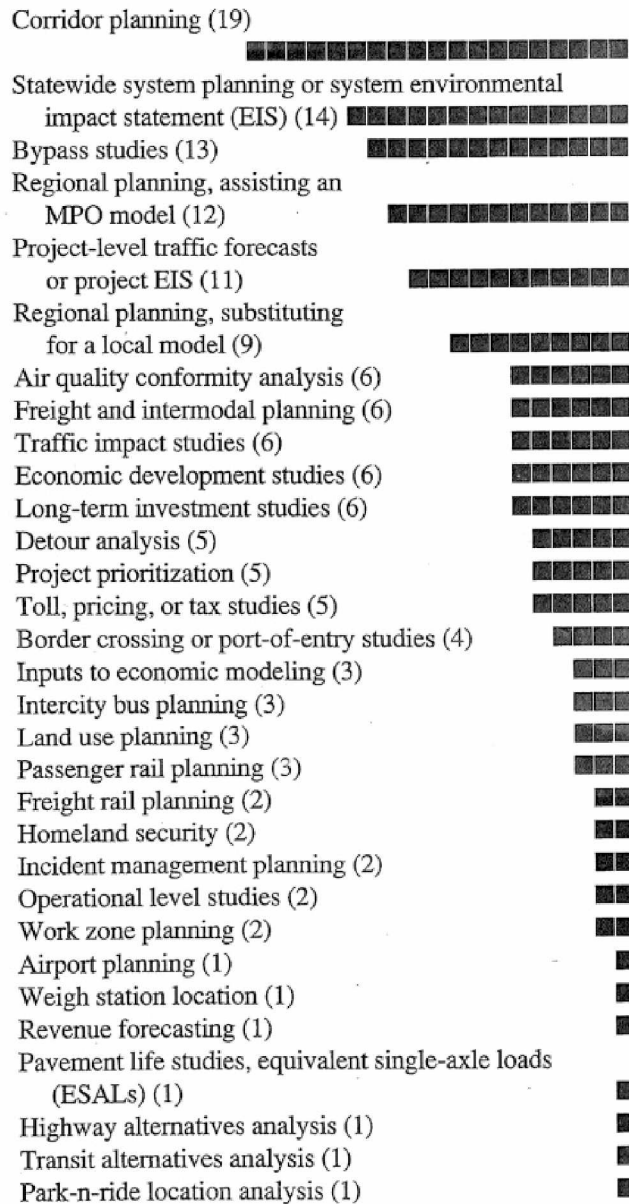 Corridor planning (19)
Statewide system planning or system environmental
impact statement (EIS) (14)
Bypass studies (13)
Regional planning, assisting an
MPO model (12)
Project-level traffic forecasts
or project EIS (11)
Regional planning, substituting
for a local model (9)
Air quality conformity analysis (6)
Freight and intermodal planning (6)
Traffic impact studies (6)
Economic development studies (6)
Long-term investment studies (6)
Detour analysis (5)
Project prioritization (5)
Toll, pricing, or tax studies (5)
Border crossing or port-of-entry studies (4)
Inputs to economic modeling (3)
Intercity bus planning (3)
Land use planning (3)
Passenger rail planning (3)
Freight rail planning (2)
Homeland security (2)
Incident management planning (2)
Operational level studies (2)
Work zone planning (2)
Airport planning (1)
Weigh station location (1)
Revenue forecasting (1)
Pavement life studies, equivalent single-axle loads
(ESALs) (1)
Highway alternatives analysis (1)
Transit alternatives analysis (1)
Park-n-ride location analysis (1)